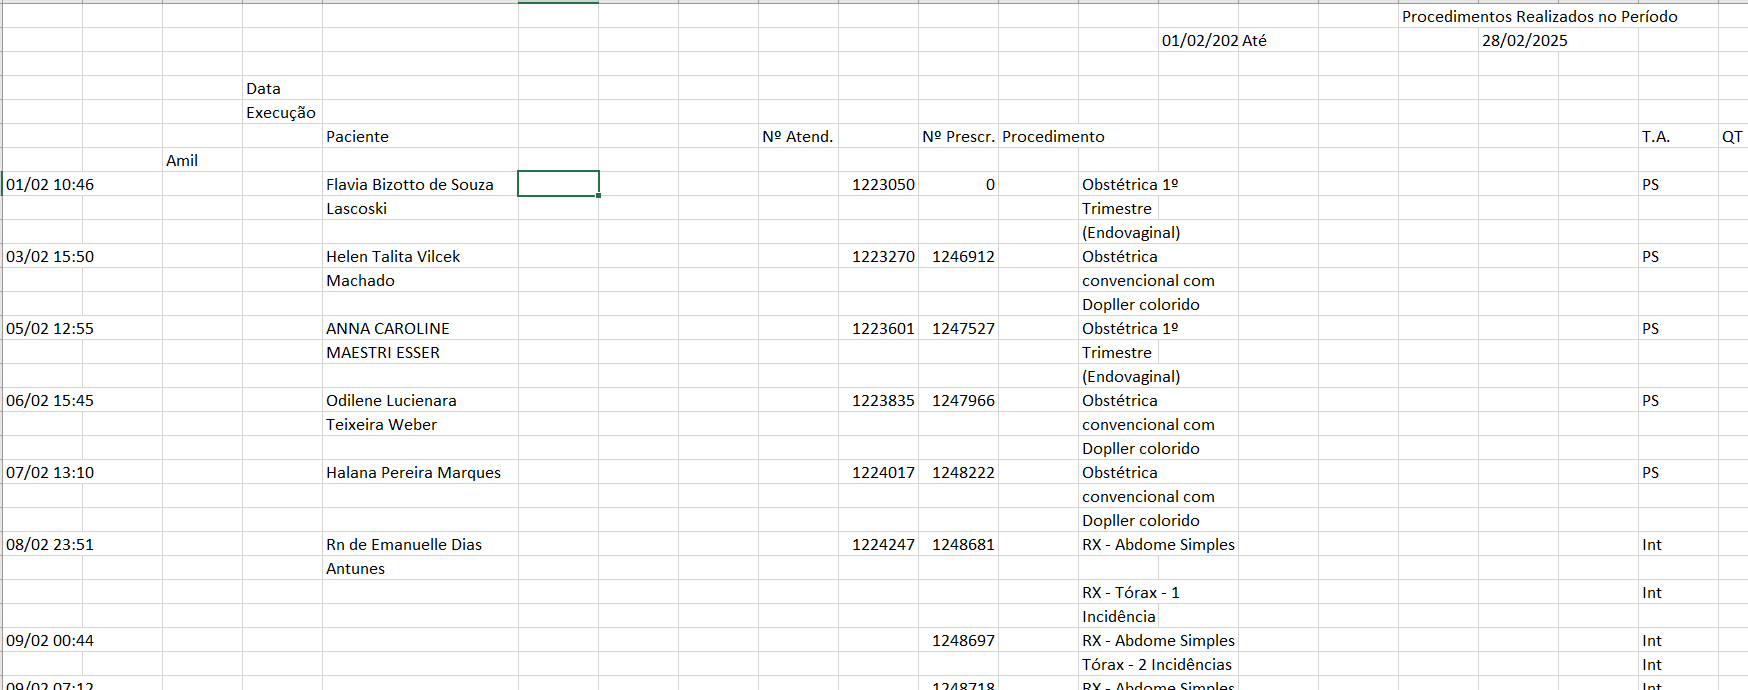 Procedimentos Realizados no Período
01/02/202 Até 28/02/2025
Data
Execução
Paciente Nº Atend. Nº Prescr. Procedimento T.A. QT
Amil
01/02 10:46 Flavia Bizotto de Souza 1223050 0 Obstétrica 1º PS
Lascoski Trimestre
(Endovaginal)
03/02 15:50 Helen Talita Vilcek 1223270 1246912 Obstétrica PS
Machado convencional com
Dopller colorido
05/02 12:55 ANNA CAROLINE 1223601 1247527 Obstétrica 1º PS
MAESTRI ESSER Trimestre
(Endovaginal)
06/02 15:45 Odilene Lucienara 1223835 1247966 Obstétrica PS
Teixeira Weber convencional com
Dopller colorido
07/02 13:10 Halana Pereira Marques 1224017 1248222 Obstétrica PS
convencional com
Dopller colorido
08/02 23:51 Rn de Emanuelle Dias 1224247 1248681 RX - Abdome Simples Int
Antunes
RX - Tórax - 1 Int
Incidência
09/02 00:44 1248697 RX - Abdome Simples Int
Tórax - 2 Incidências Int
09/02 07:12 1248718 RX - Abdome Simples Int